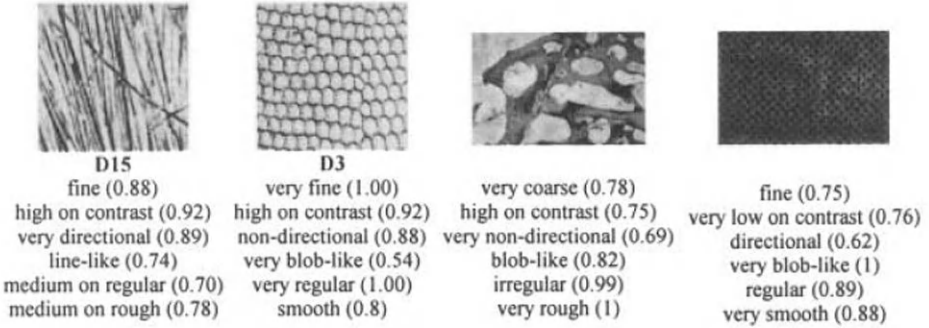 D15
fine (0.88)
high on contrast (0.92)
very directional (0.89)
line-like (0.74)
medium on regular (0.70)
medium on rough (0.78)
D3
very fine (1.00)
high on contrast (0.92)
non-directional (0.88)
very blob-like (0.54)
very regular (1.00)
smooth (0.8)
very coarse (0.78)
high on contrast (0.75)
very non-directional (0.69)
blob-like (0.82)
irregular (0.99)
very rough (1)
fine (0.75)
very low on contrast (0.76)
directional (0.62)
very blob-like (1)
regular (0.89)
very smooth (0.88)